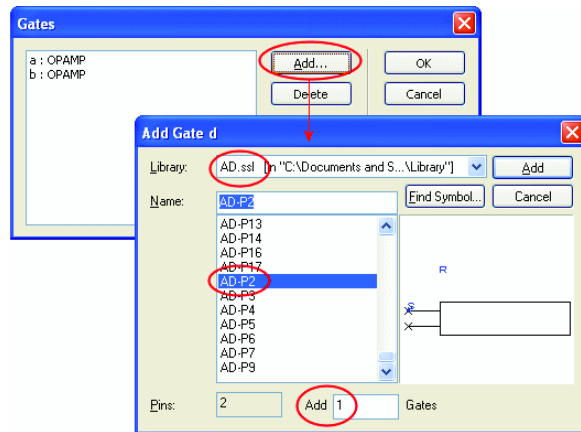 Gates
a : OPAMP
b : OPAMP
Add...
OK
Delete
Cancel
Add Gate d
Library:
AD.ssl [in "C:\Documents and S...\Library"]
Add
Name:
AD-P2
Find Symbol...
Cancel
AD-P13
AD-P14
AD-P16
AD-P17
AD-P2
AD-P3
AD-P4
AD-P5
AD-P6
AD-P7
AD-P9
R
S
Pins:
2
Add
1
Gates